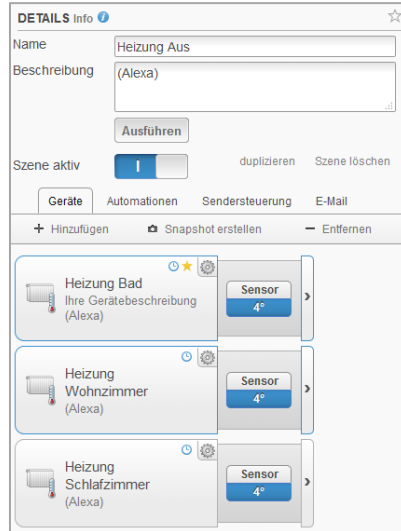 DETAILS Info i
Name Heizung Aus
Beschreibung (Alexa)
Ausführen
Szene aktiv I duplizieren Szene löschen
Geräte Automationen Sendersteuerung E-Mail
+ Hinzufügen Snapshot erstellen − Entfernen
Heizung Bad
Ihre Gerätebeschreibung
(Alexa)
Sensor
4°
Heizung
Wohnzimmer
(Alexa)
Sensor
4°
Heizung
Schlafzimmer
(Alexa)
Sensor
4°